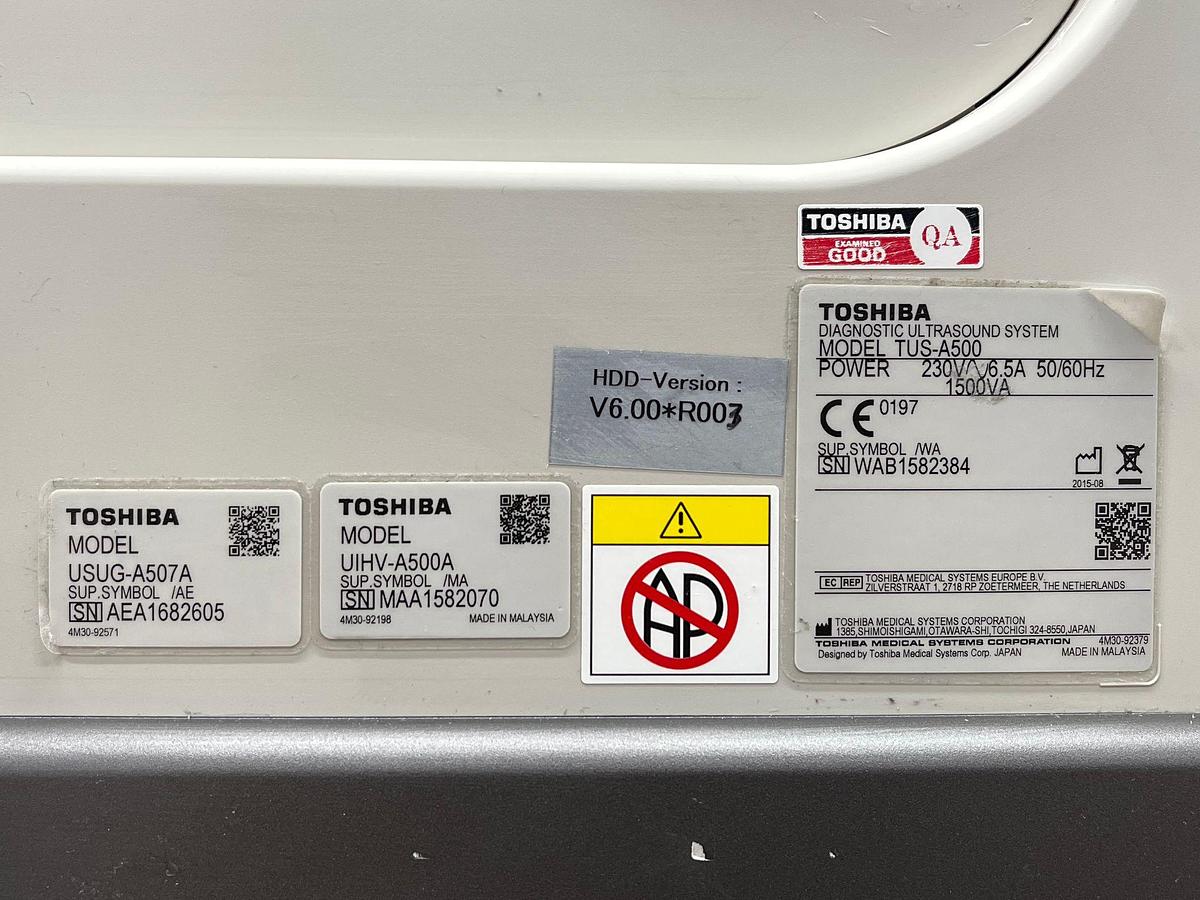 TOSHIBA
EXAMINED
GOOD
QA
TOSHIBA
DIAGNOSTIC ULTRASOUND SYSTEM
MODEL TUS-A500
POWER 230V∿6.5A 50/60Hz
1500VA
CE 0197
SUP.SYMBOL /WA
SN WAB1582384
2015-08
EC REP TOSHIBA MEDICAL SYSTEMS EUROPE B.V.
ZILVERSTRAAT 1, 2718 RP ZOETERMEER, THE NETHERLANDS
TOSHIBA MEDICAL SYSTEMS CORPORATION
1385,SHIMOISHIGAMI,OTAWARA-SHI,TOCHIGI 324-8550,JAPAN
TOSHIBA MEDICAL SYSTEMS CORPORATION 4M30-92379
Designed by Toshiba Medical Systems Corp. JAPAN MADE IN MALAYSIA
HDD-Version :
V6.00*R003
AP
TOSHIBA
MODEL
UIHV-A500A
SUP.SYMBOL /MA
SN MAA1582070
4M30-92198 MADE IN MALAYSIA
TOSHIBA
MODEL
USUG-A507A
SUP.SYMBOL /AE
SN AEA1682605
4M30-92571